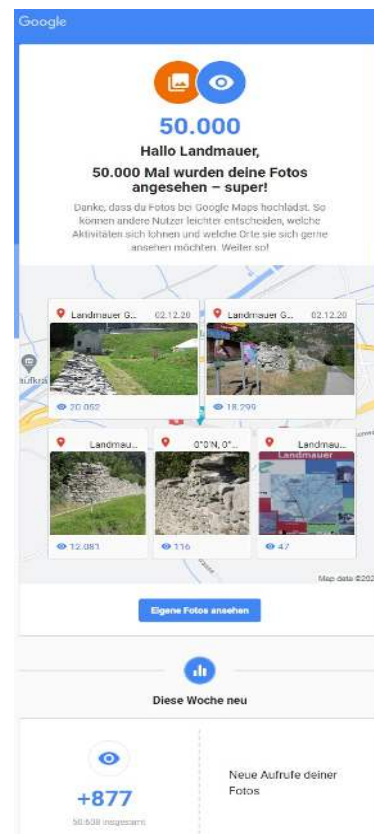 Google
50.000
Hallo Landmauer,
50.000 Mal wurden deine Fotos
angesehen – super!
Danke, dass du Fotos bei Google Maps hochlädst. So
können andere Nutzer leichter entscheiden, welche
Aktivitäten sich lohnen und welche Orte sie sich gerne
ansehen möchten. Weiter so!
Landmauer G... 02.12.20
Landmauer G... 02.12.20
20.052
18.299
Landmau...
0°0'N, 0°...
Landmau...
Landmauer
12.081
116
47
Map data ©202
Eigene Fotos ansehen
Diese Woche neu
+877
50.608 insgesamt
Neue Aufrufe deiner
Fotos